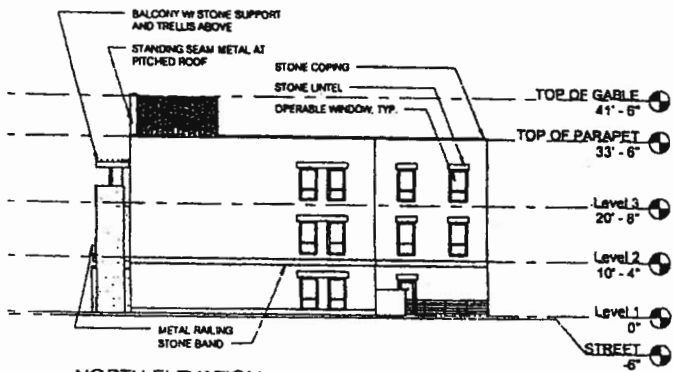 BALCONY W/ STONE SUPPORT
AND TRELLIS ABOVE
STANDING SEAM METAL AT
PITCHED ROOF
STONE COPING
STONE LINTEL
OPERABLE WINDOW, TYP.
TOP OF GABLE
41' - 6"
TOP OF PARAPET
33' - 6"
Level 3
20' - 8"
Level 2
10' - 4"
Level 1
0"
METAL RAILING
STONE BAND
STREET
-6"
NORTH ELEVATION